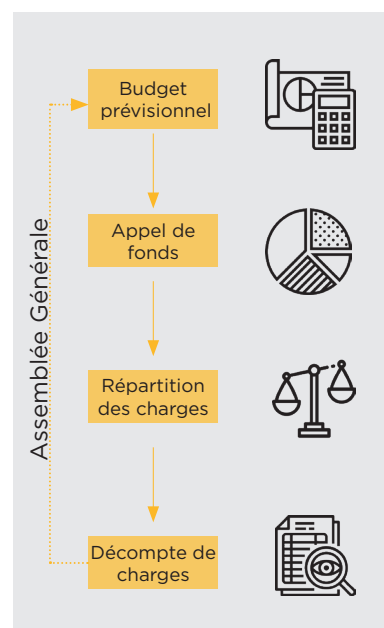 Budget
prévisionnel
Appel de
fonds
Assemblée Générale
Répartition
des charges
Décompte de
charges